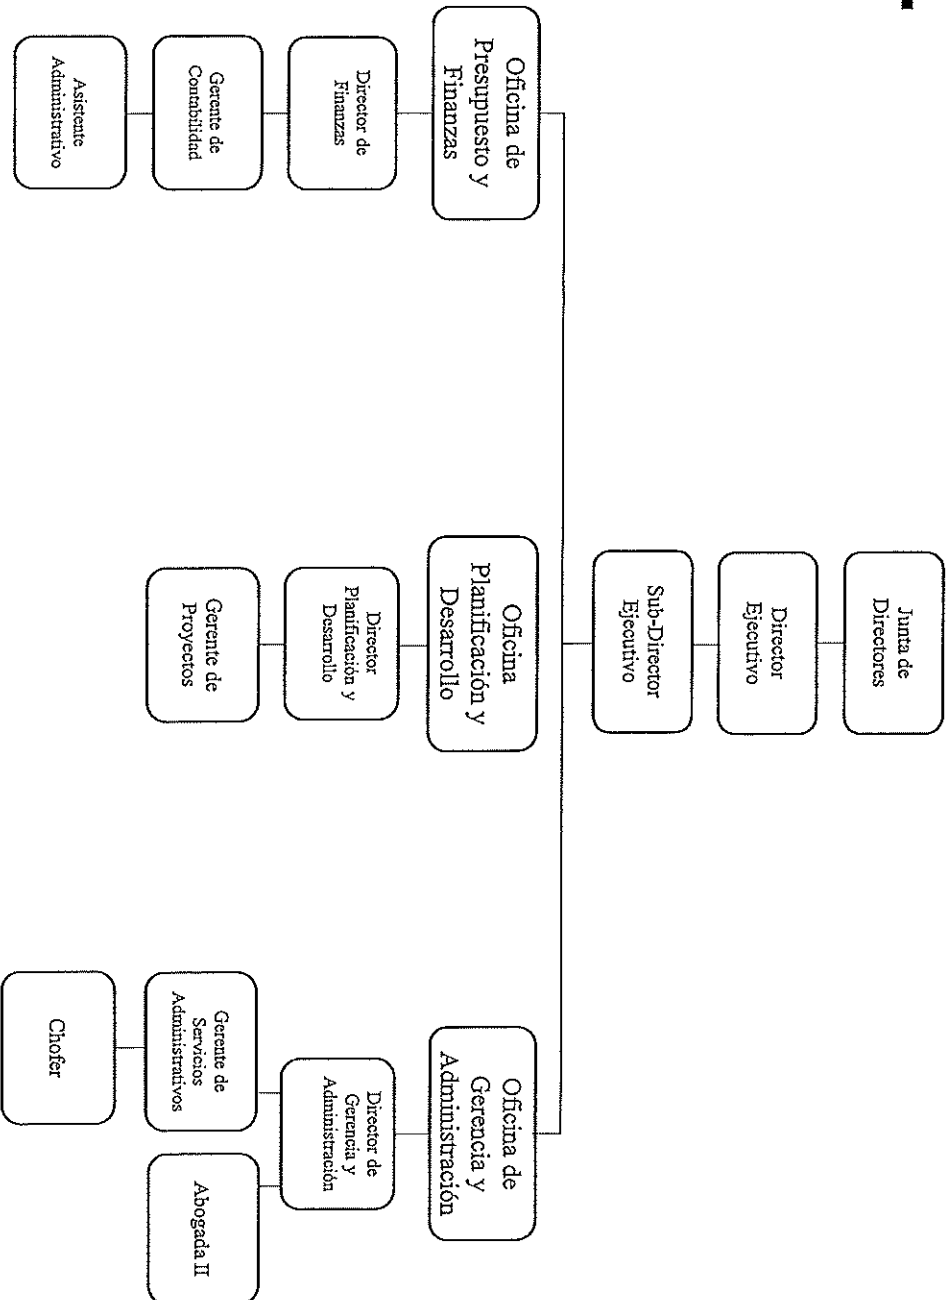 Junta de
Directores
Director
Ejecutivo
Sub-Director
Ejecutivo
Oficina de
Presupuesto y
Finanzas
Director de
Finanzas
Gerente de
Contabilidad
Asistente
Administrativo
Oficina
Planificación y
Desarrollo
Director
Planificación y
Desarrollo
Gerente de
Proyectos
Oficina de
Gerencia y
Administración
Director de
Gerencia y
Administración
Gerente de
Servicios
Administrativos
Abogada II
Chofer